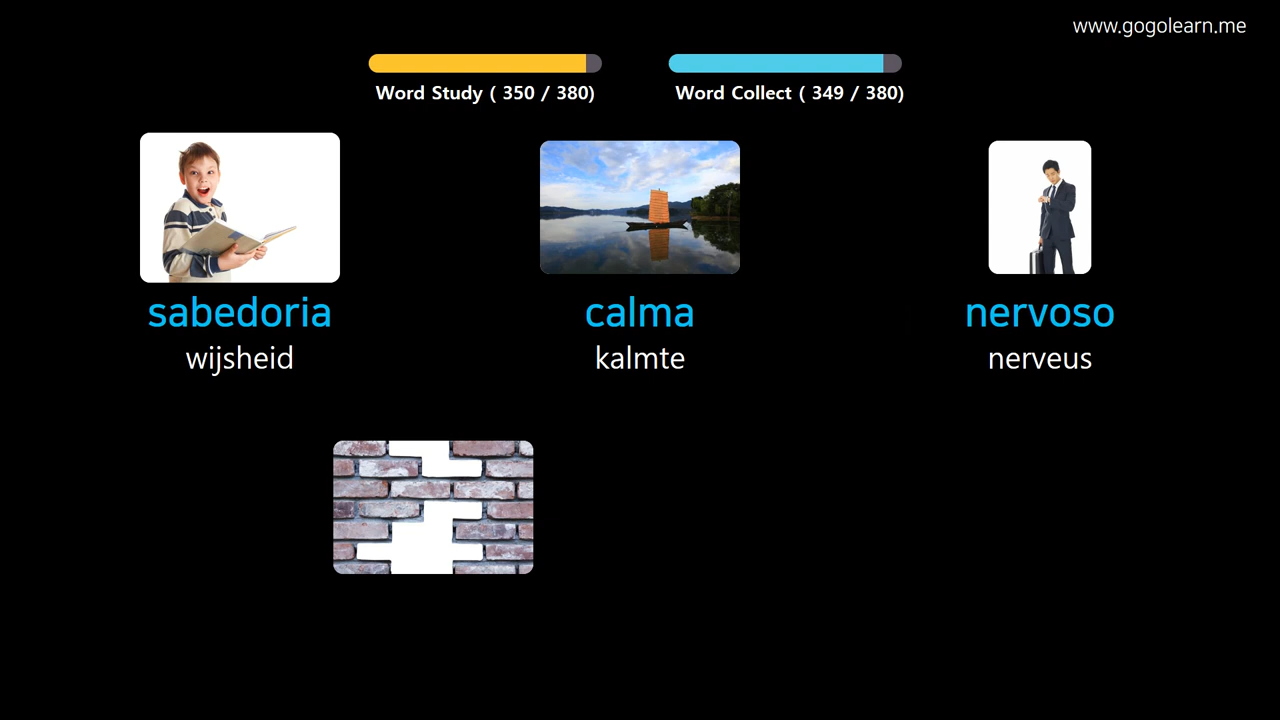 www.gogolearn.me
Word Study ( 350 / 380)
Word Collect ( 349 / 380)
sabedoria
wijsheid
calma
kalmte
nervoso
nerveus